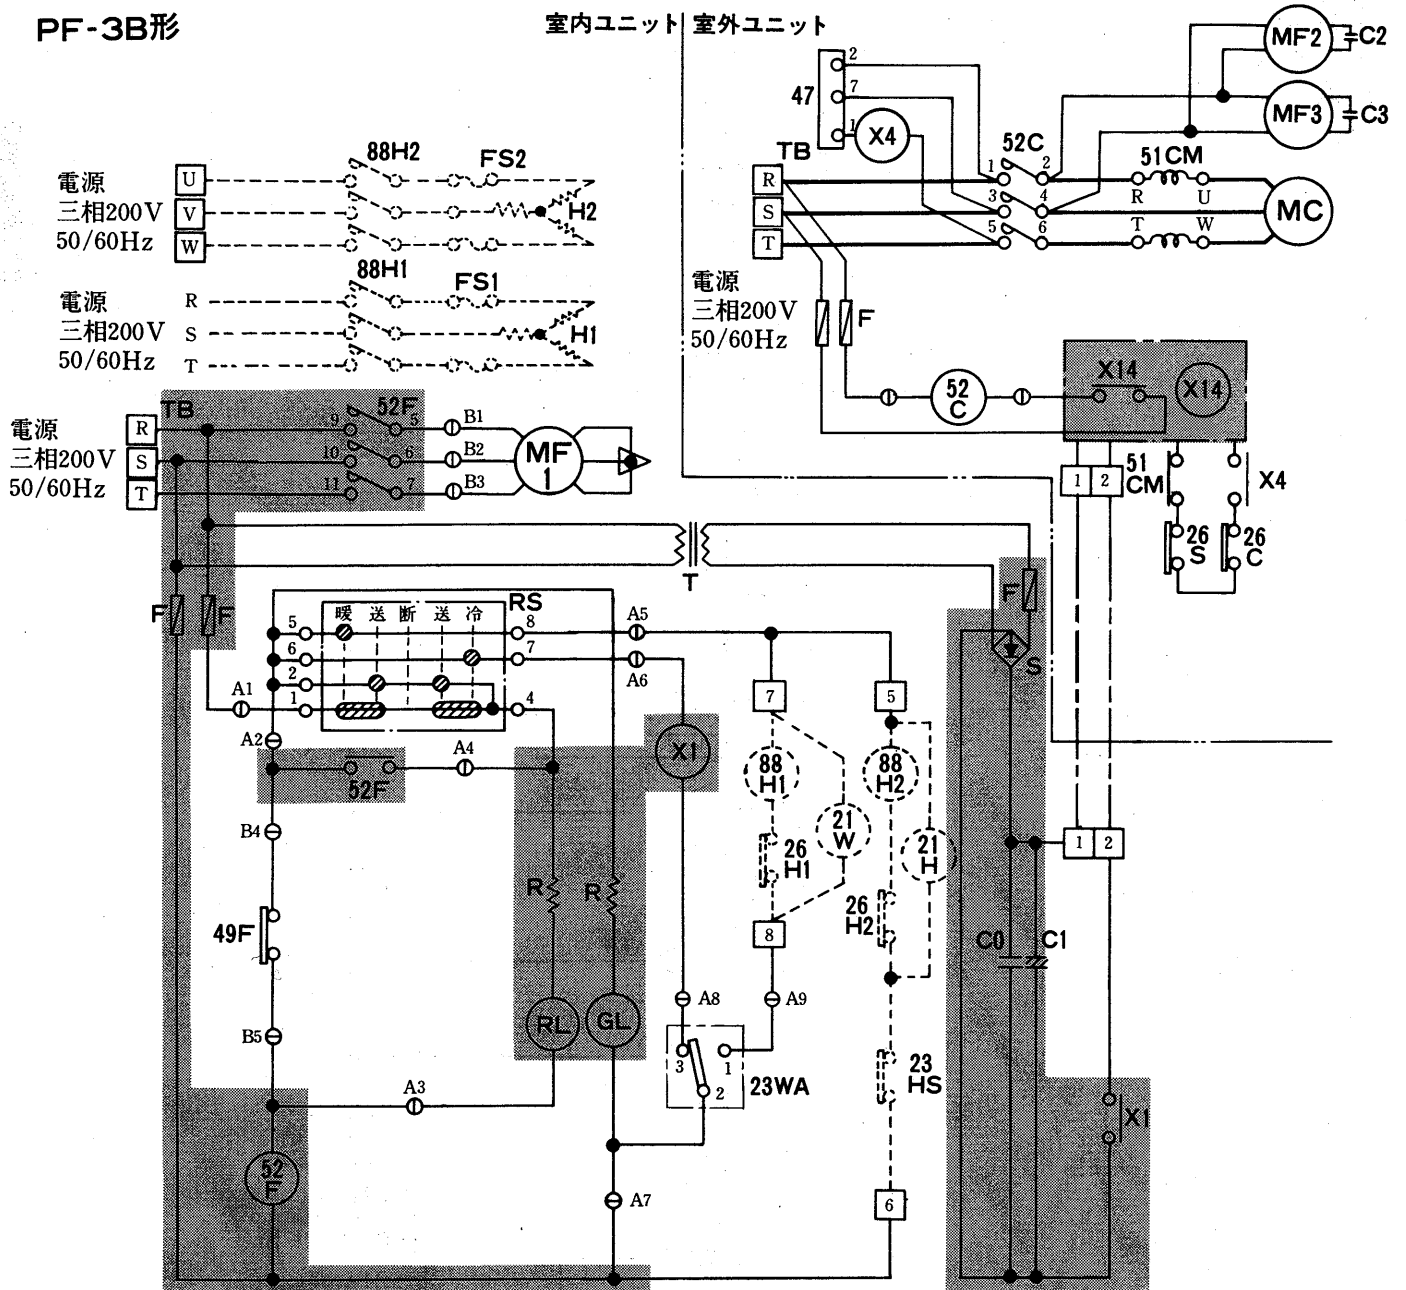 PF-3B形
室内ユニット 室外ユニット
MF2 C2
47 2
7
1 X4
MF3 C3
TB 52C 51CM
R 1 2
R U
S 3 4 MC
T W
T 5 6
電源
三相200V
50/60Hz
F
88H2 FS2
電源 U
三相200V V H2
50/60Hz W
88H1 FS1
電源 R
三相200V S H1
50/60Hz T
TB 52F
電源 R 9 5 B1
三相200V S 10 6 B2 MF
1
50/60Hz T 11 7 B3
52
C
X14 X14
1 2 51
CM X4
26
S 26
C
T
F F F
RS
暖 送 断 送 冷
5 8 A5
6 7 A6
2
A1 1 4
S
A2
7 5
52F A4 X1
88
H1 88
H2
B4
21
W 21
H
26
H1
1 2
R R
26
H2
49F 8 C0 C1
A8 A9
B5 RL GL
3 1
2 23WA
23
HS
A3
X1
52
F
A7 6